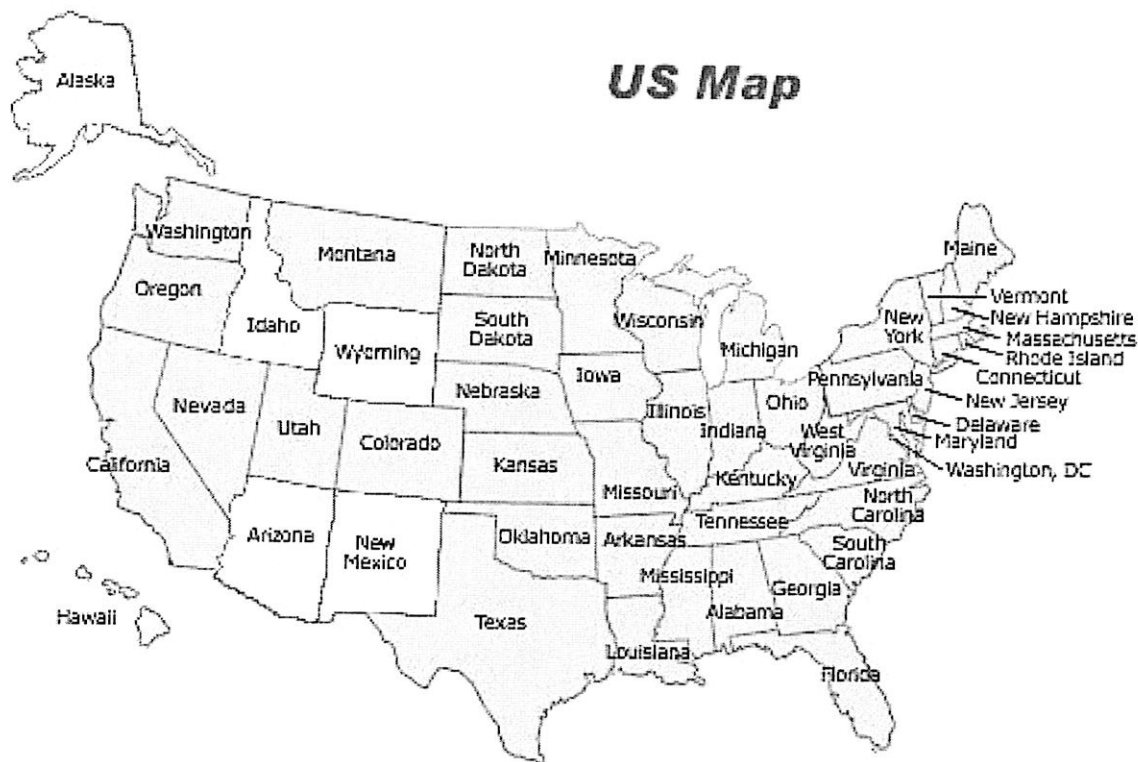 US Map
Alaska
Washington
Montana
North
Dakota
Minnesota
Maine
Oregon
Idaho
Wyoming
South
Dakota
Wisconsin
Michigan
New
York
Vermont
New Hampshire
Massachusetts
Rhode Island
Connecticut
New Jersey
Delaware
Maryland
Washington, DC
Nevada
Utah
Colorado
Nebraska
Iowa
Illinois
Indiana
Ohio
Pennsylvania
West
Virginia
Virginia
California
Kansas
Missouri
Kentucky
North
Carolina
Arizona
New
Mexico
Oklahoma
Arkansas
Tennessee
South
Carolina
Hawaii
Texas
Louisiana
Mississippi
Alabama
Georgia
Florida